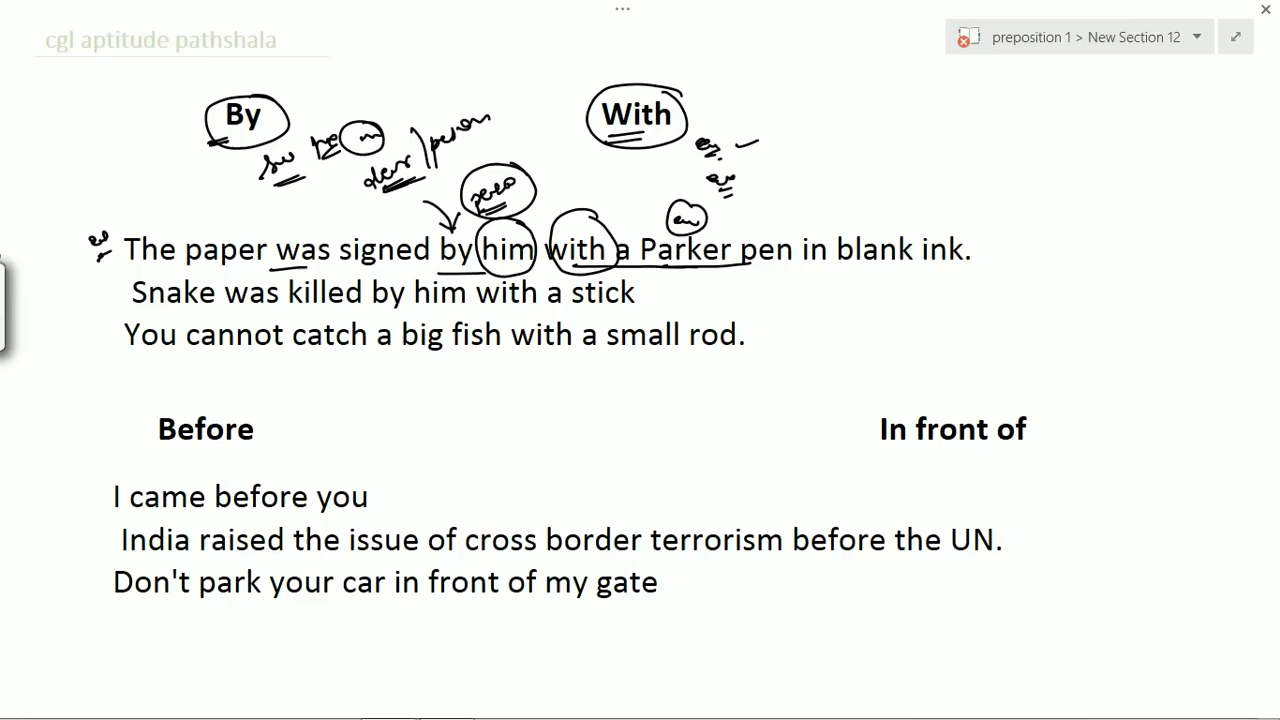 cgl aptitude pathshala
preposition 1 > New Section 12
By With
person
The paper was signed by him with a Parker pen in blank ink.
Snake was killed by him with a stick
You cannot catch a big fish with a small rod.
Before In front of
I came before you
India raised the issue of cross border terrorism before the UN.
Don't park your car in front of my gate